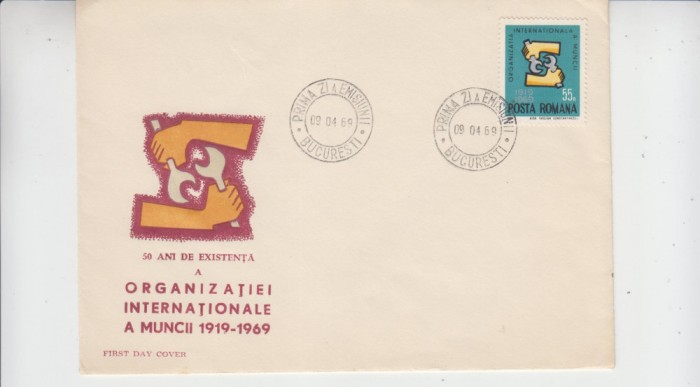 ORGANIZATIA INTERNATIONALA A MUNCII
1919
1969
55B
POSTA ROMANA
PRIMA ZI A EMISIUNII
09 04 69
• BUCURESTI •
PRIMA ZI A EMISIUNII
09 04 69
• BUCURESTI •
50 ANI DE EXISTENȚĂ
A
ORGANIZAȚIEI
INTERNAȚIONALE
A MUNCII 1919-1969
FIRST DAY COVER